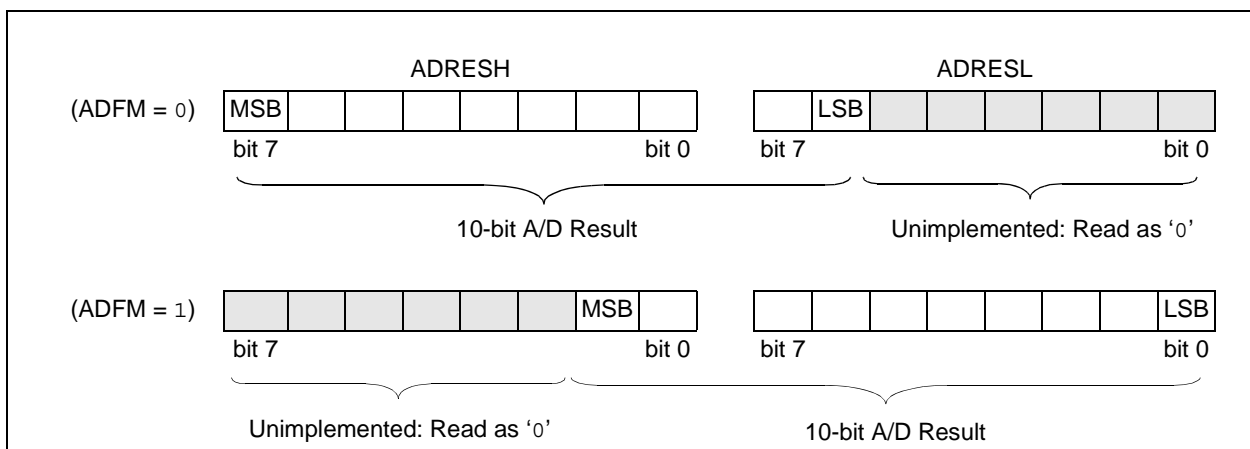 ADRESH ADRESL
(ADFM = 0) MSB LSB
bit 7 bit 0 bit 7 bit 0
10-bit A/D Result Unimplemented: Read as ‘0’
(ADFM = 1) MSB LSB
bit 7 bit 0 bit 7 bit 0
Unimplemented: Read as ‘0’ 10-bit A/D Result